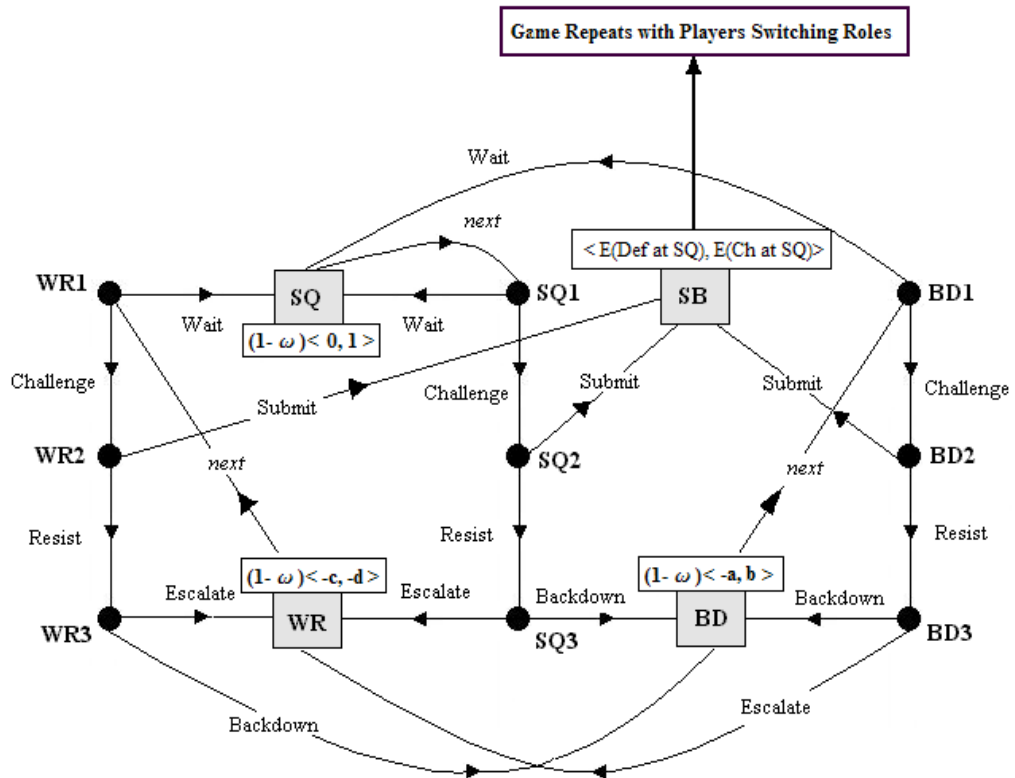 Game Repeats with Players Switching Roles
Wait
next
< E(Def at SQ), E(Ch at SQ)>
WR1
SQ
SQ1
SB
BD1
Wait
Wait
(1- ω )< 0, 1 >
Challenge
Challenge
Submit
Submit
Challenge
Submit
WR2
next
SQ2
next
BD2
Resist
Resist
Resist
(1- ω )< -c, -d >
(1- ω )< -a, b >
Escalate
Escalate
Backdown
Backdown
WR3
WR
SQ3
BD
BD3
Backdown
Escalate